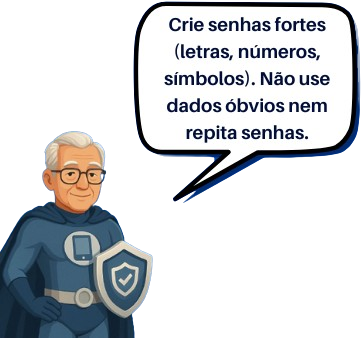 Crie senhas fortes
(letras, números,
símbolos). Não use
dados óbvios nem
repita senhas.